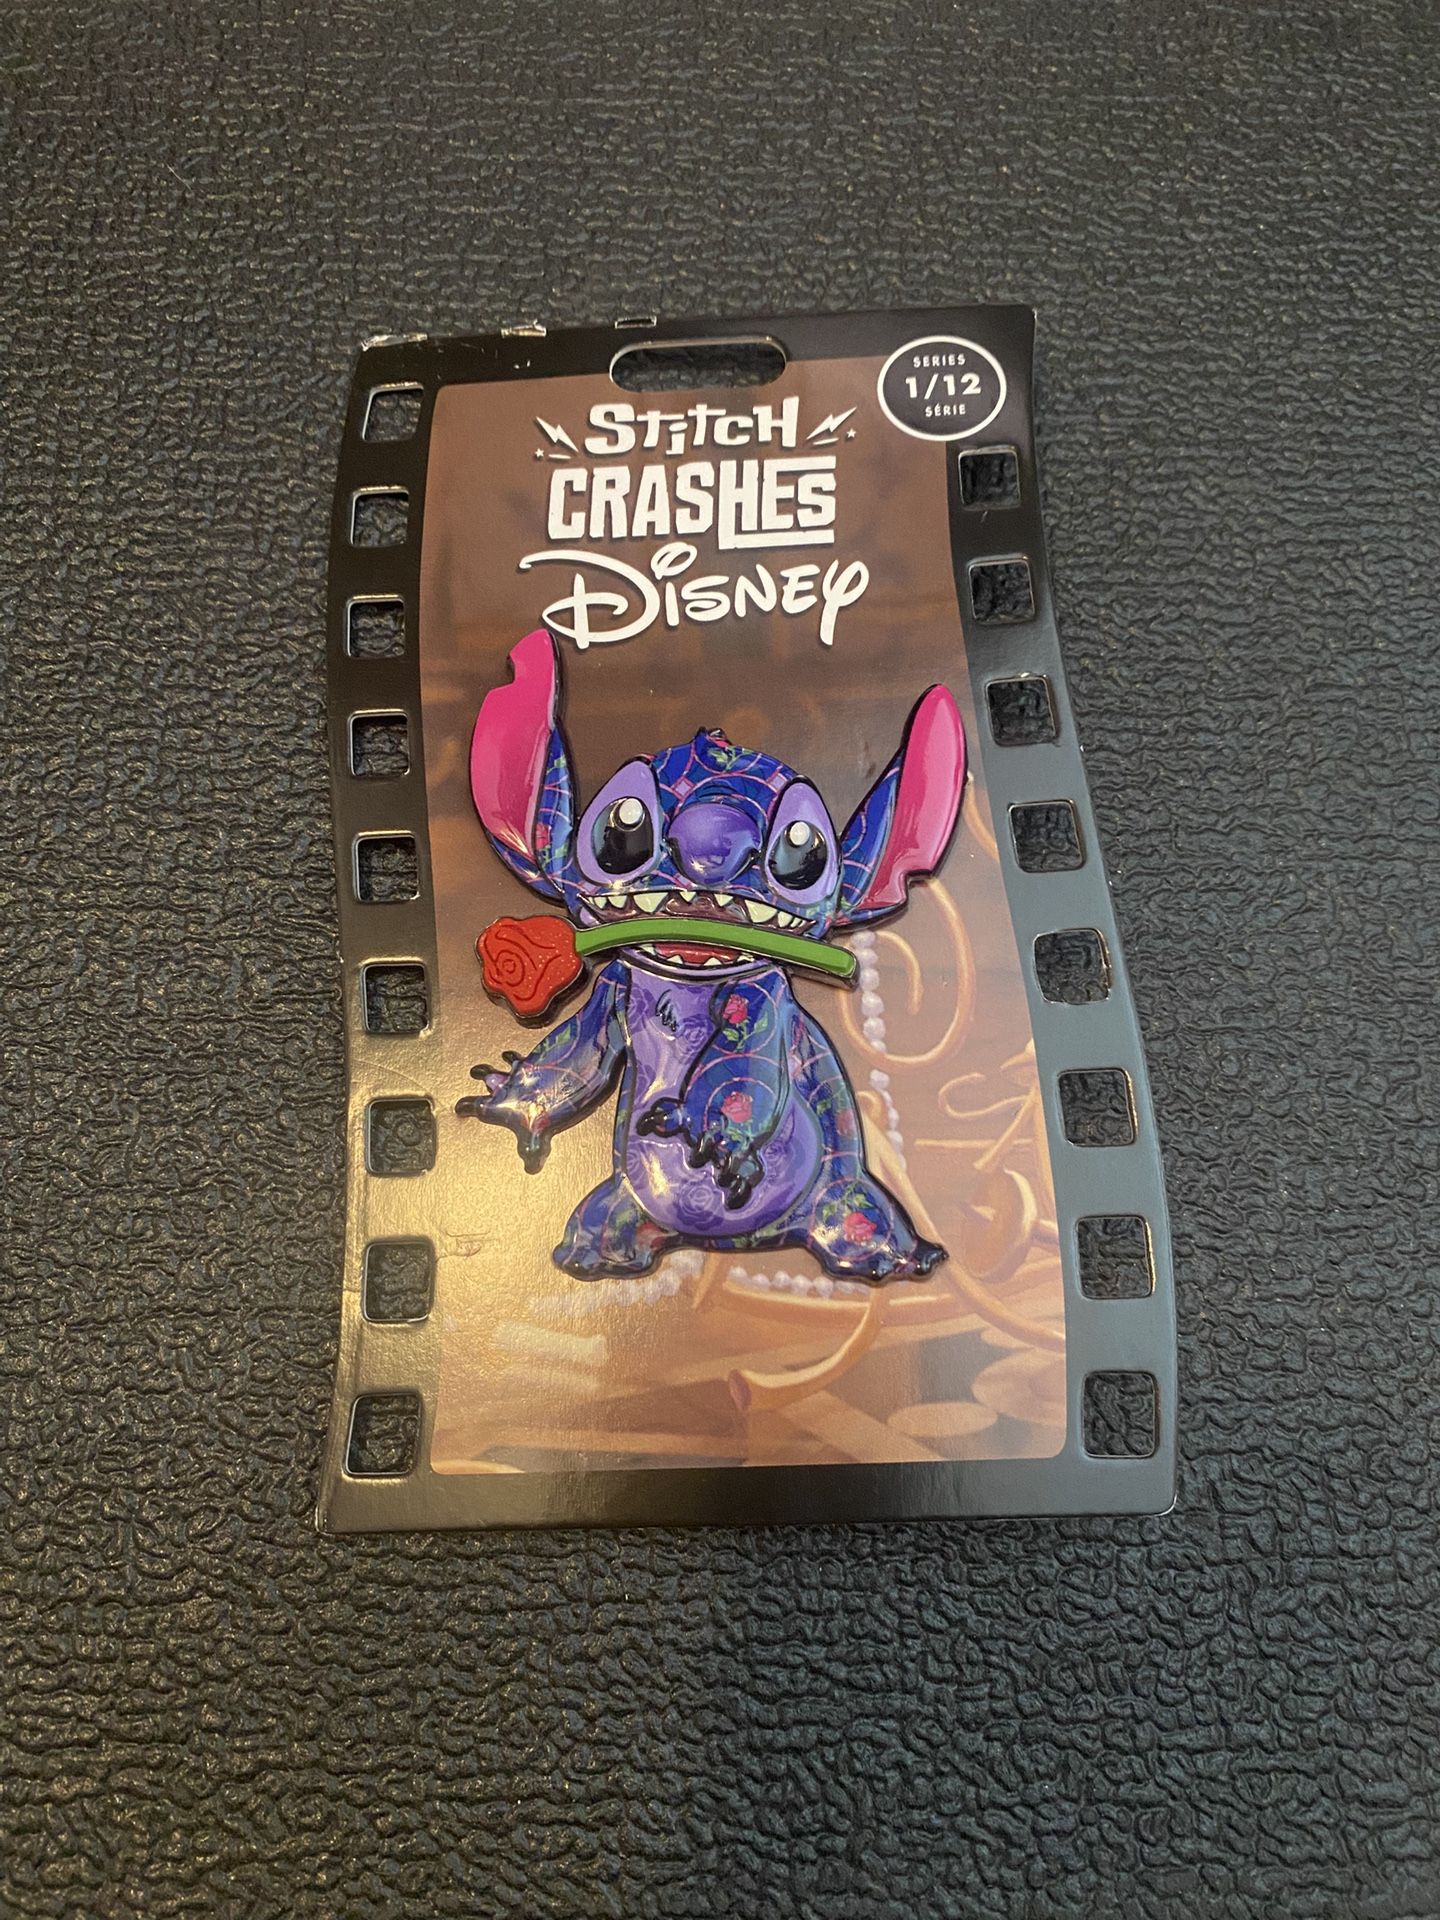 SERIES
1/12
SÉRIE
STITCH
CRASHES
DISNEY